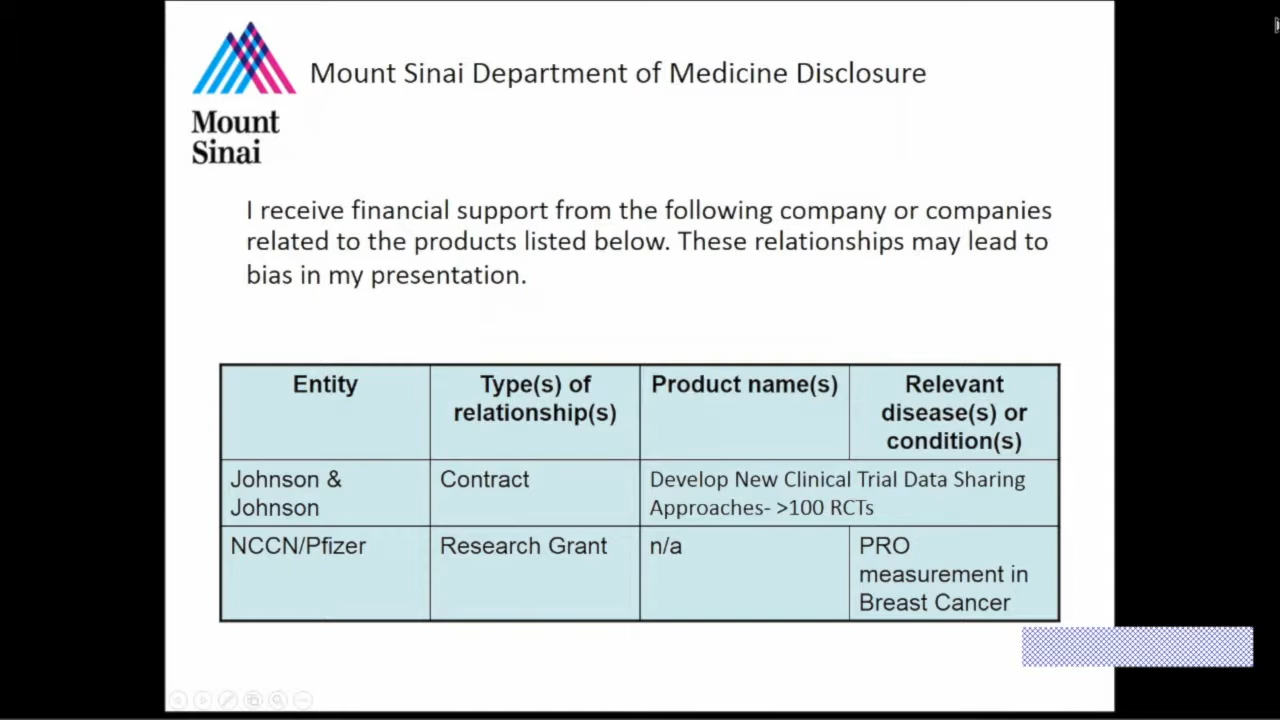 Mount Sinai Department of Medicine Disclosure
Mount
Sinai
I receive financial support from the following company or companies
related to the products listed below. These relationships may lead to
bias in my presentation.
Entity
Type(s) of
relationship(s)
Product name(s)
Relevant
disease(s) or
condition(s)
Johnson &
Johnson
Contract
Develop New Clinical Trial Data Sharing
Approaches- >100 RCTs
NCCN/Pfizer
Research Grant
n/a
PRO
measurement in
Breast Cancer